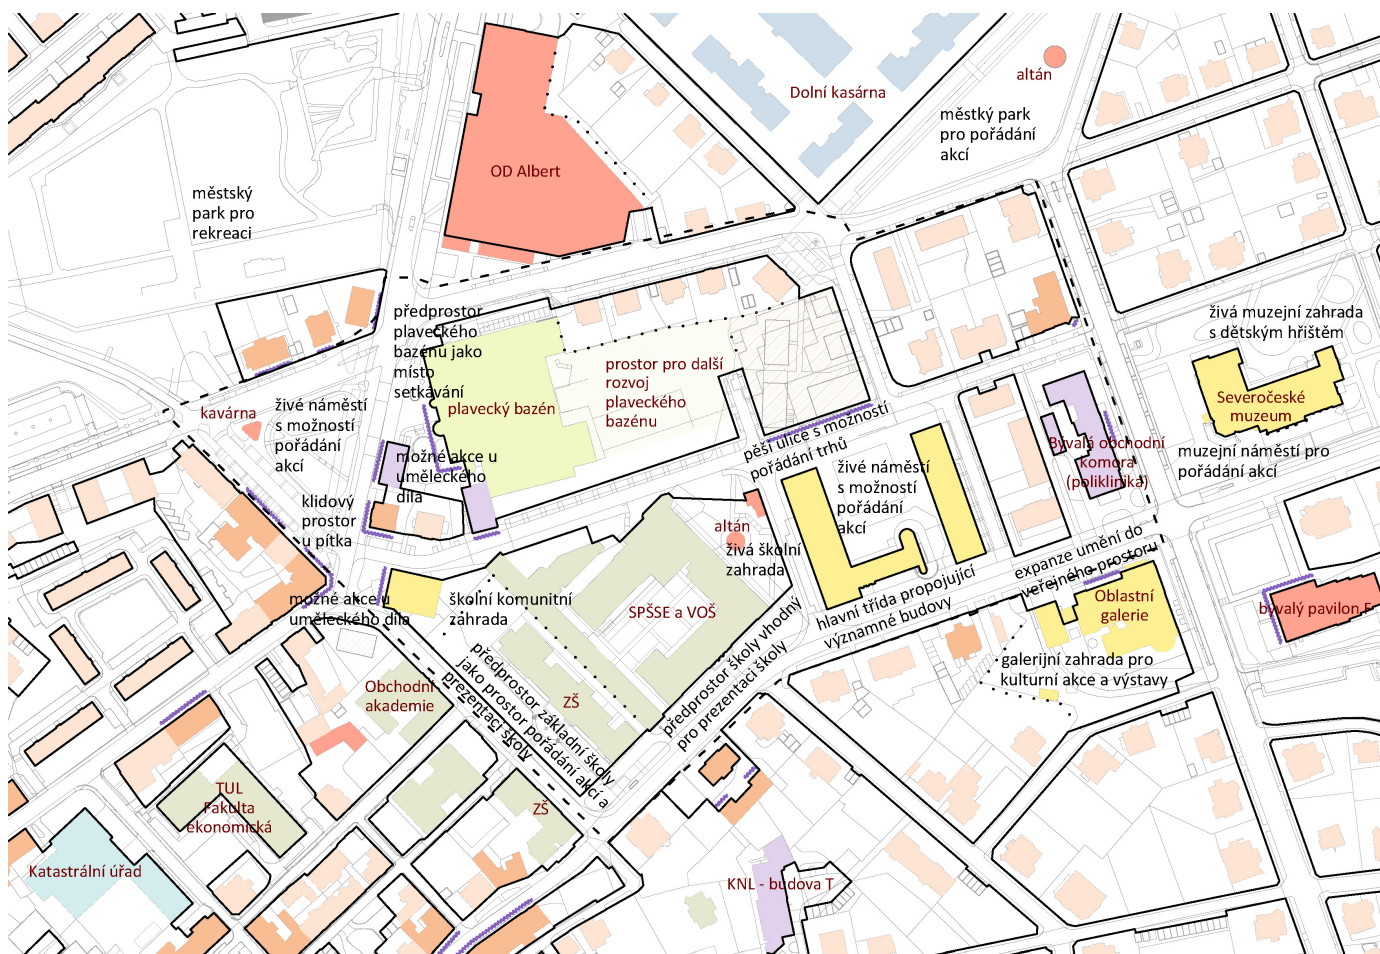 altán
Dolní kasárna
městký park
pro pořádání
akcí
OD Albert
městský
park pro
rekreaci
předprostor
plaveckého
bazénu jako
místo
setkávání
živá muzejní zahrada
s dětským hřištěm
prostor pro další
rozvoj
plaveckého
bazénu
plavecký bazén
kavárna
živé náměstí
s možností
pořádání
akcí
Severočeské
muzeum
pěší ulice s možností
pořádání trhů
možné akce u
uměleckého
díla
živé náměstí
s možností
pořádání
akcí
Bývalá obchodní
komora
(poliklinika)
muzejní náměstí pro
pořádání akcí
klidový
prostor
u pítka
altán
živá školní
zahrada
expanze umění do
veřejného prostoru
možné akce u
uměleckého díla
školní komunitní
záhrada
SPŠSE a VOŠ
hlavní třída propojující
významné budovy
Oblastní
galerie
bývalý pavilon E
předprostor školy vhodný
pro prezentaci školy
předprostor základní školy
jako prostor pořádání akcí a
prezentaci školy
galerijní zahrada pro
kulturní akce a výstavy
Obchodní
akademie
ZŠ
TUL
Fakulta
ekonomická
ZŠ
Katastrální úřad
KNL - budova T